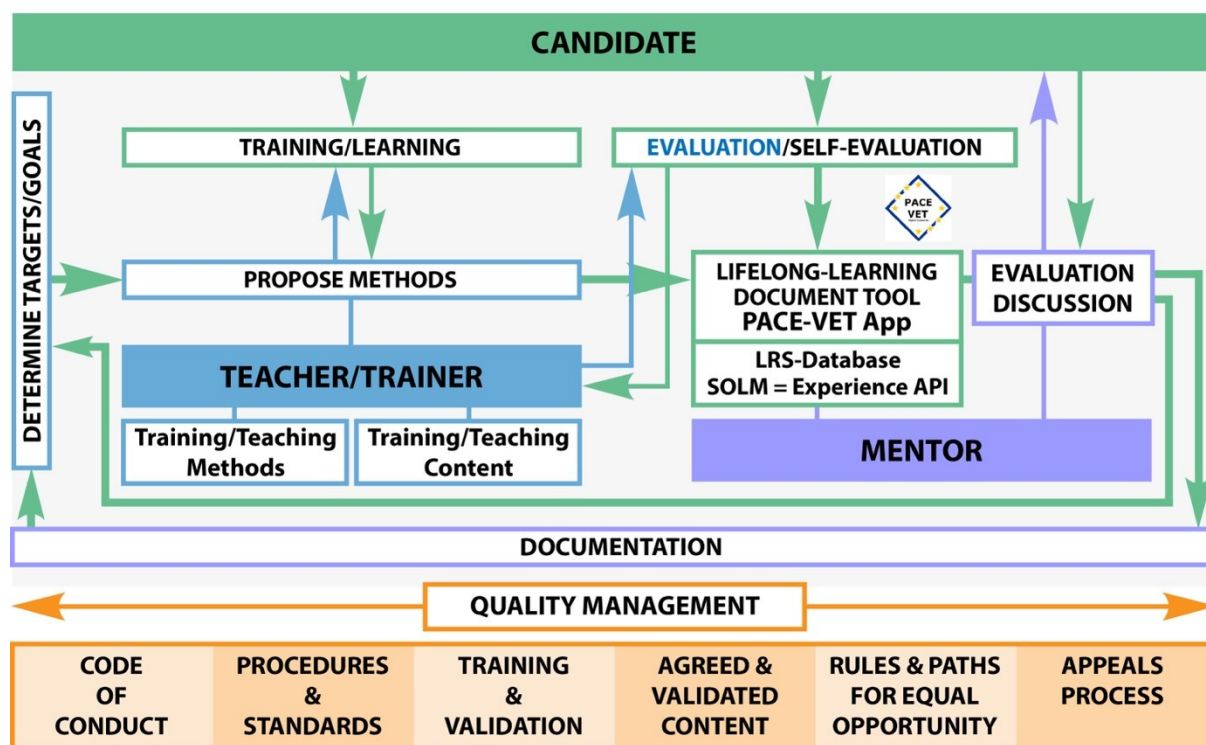 CANDIDATE
DETERMINE TARGETS/GOALS
TRAINING/LEARNING
EVALUATION/SELF-EVALUATION
PACE
VET
PROPOSE METHODS
LIFELONG-LEARNING
DOCUMENT TOOL
PACE-VET App
EVALUATION
DISCUSSION
LRS-Database
SOLM = Experience API
TEACHER/TRAINER
Training/Teaching
Methods
Training/Teaching
Content
MENTOR
DOCUMENTATION
QUALITY MANAGEMENT
CODE
OF
CONDUCT
PROCEDURES
&
STANDARDS
TRAINING
&
VALIDATION
AGREED &
VALIDATED
CONTENT
RULES & PATHS
FOR EQUAL
OPPORTUNITY
APPEALS
PROCESS